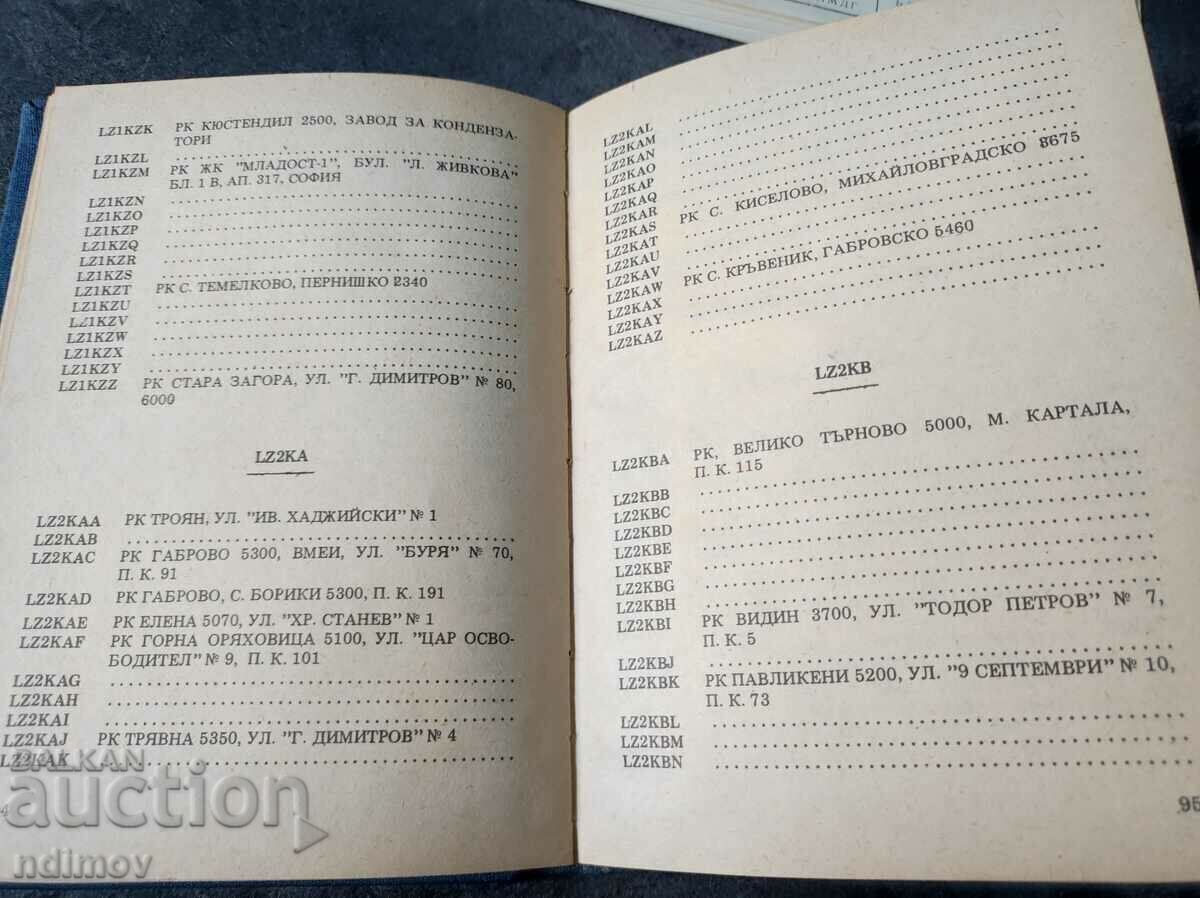 LZ1KZK РК КЮСТЕНДИЛ 2500, ЗАВОД ЗА КОНДЕНЗА-
ТОРИ
LZ1KZL
LZ1KZM РК ЖК "МЛАДОСТ-1", БУЛ. "Л. ЖИВКОВА"
БЛ. 1 В, АП. 317, СОФИЯ
LZ1KZN
LZ1KZO
LZ1KZP
LZ1KZQ
LZ1KZR
LZ1KZS
LZ1KZT РК С. ТЕМЕЛКОВО, ПЕРНИШКО 2340
LZ1KZU
LZ1KZV
LZ1KZW
LZ1KZX
LZ1KZY
LZ1KZZ РК СТАРА ЗАГОРА, УЛ. "Г. ДИМИТРОВ" № 80,
6000
LZ2KA
LZ2KAA РК ТРОЯН, УЛ. "ИВ. ХАДЖИЙСКИ" № 1
LZ2KAB
LZ2KAC РК ГАБРОВО 5300, ВМЕИ, УЛ. "БУРЯ" № 70,
П. К. 91
LZ2KAD РК ГАБРОВО, С. БОРИКИ 5300, П. К. 191
LZ2KAE РК ЕЛЕНА 5070, УЛ. "ХР. СТАНЕВ" № 1
LZ2KAF РК ГОРНА ОРЯХОВИЦА 5100, УЛ. "ЦАР ОСВО-
БОДИТЕЛ" № 9, П. К. 101
LZ2KAG
LZ2KAH
LZ2KAI
LZ2KAJ РК ТРЯВНА 5350, УЛ. "Г. ДИМИТРОВ" № 4
LZ2KAK
4
LZ2KAL
LZ2KAM
LZ2KAN
LZ2KAO
LZ2KAP
LZ2KAQ
LZ2KAR
LZ2KAS РК С. КИСЕЛОВО, МИХАЙЛОВГРАДСКО 3675
LZ2KAT
LZ2KAU
LZ2KAV
LZ2KAW РК С. КРЪВЕНИК, ГАБРОВСКО 5460
LZ2KAX
LZ2KAY
LZ2KAZ
LZ2KB
LZ2KBA РК, ВЕЛИКО ТЪРНОВО 5000, М. КАРТАЛА,
П. К. 115
LZ2KBB
LZ2KBC
LZ2KBD
LZ2KBE
LZ2KBF
LZ2KBG
LZ2KBH
LZ2KBI РК ВИДИН 3700, УЛ. "ТОДОР ПЕТРОВ" № 7,
П. К. 5
LZ2KBJ
LZ2KBK РК ПАВЛИКЕНИ 5200, УЛ. "9 СЕПТЕМВРИ" № 10,
П. К. 73
LZ2KBL
LZ2KBM
LZ2KBN
95
BALKAN
auction
ndimov